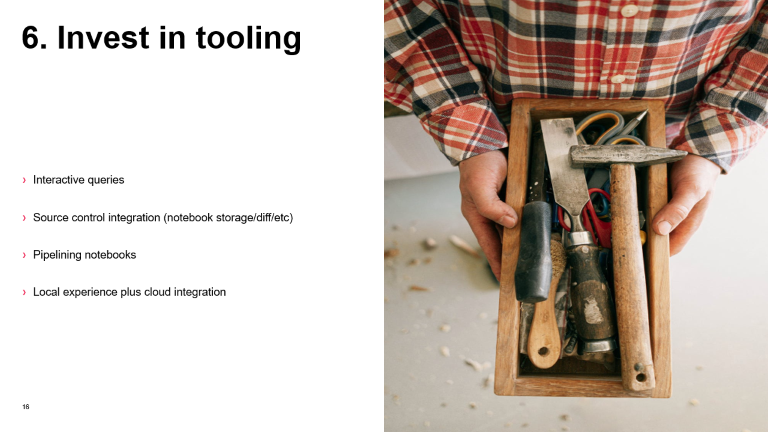 6. Invest in tooling
› Interactive queries
› Source control integration (notebook storage/diff/etc)
› Pipelining notebooks
› Local experience plus cloud integration
16